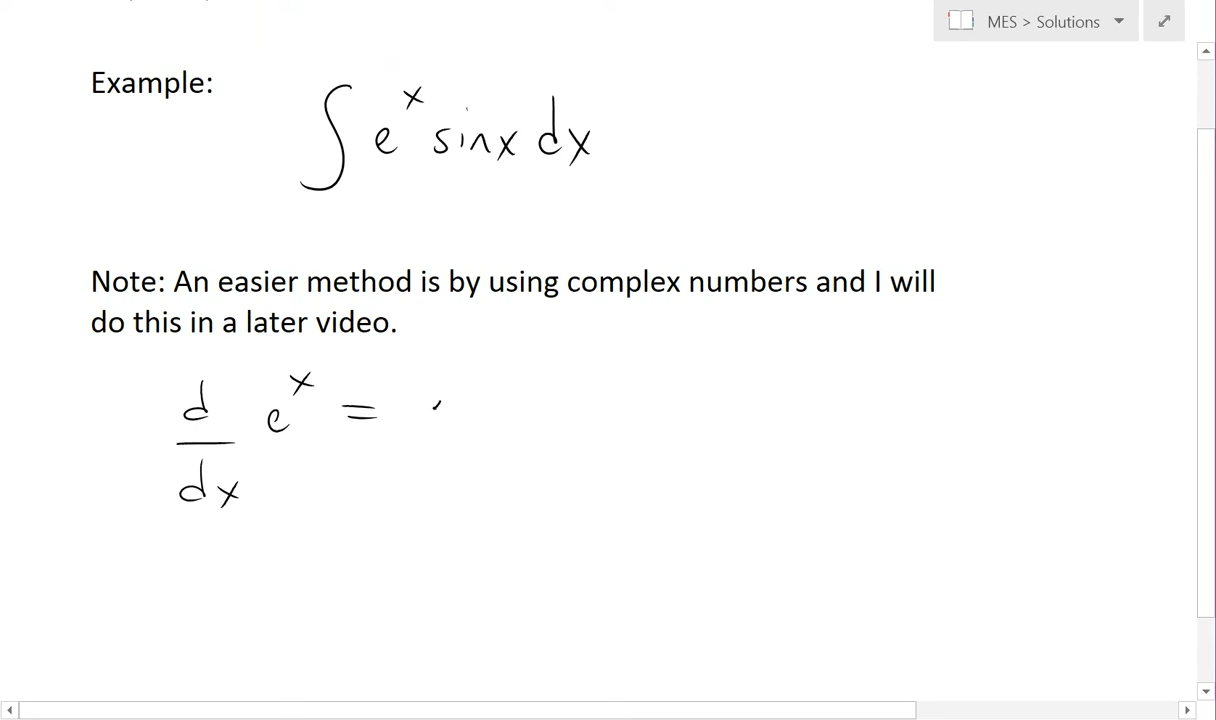 MES > Solutions
Example:
∫ e^x sinx dx
Note: An easier method is by using complex numbers and I will
do this in a later video.
d/dx e^x =